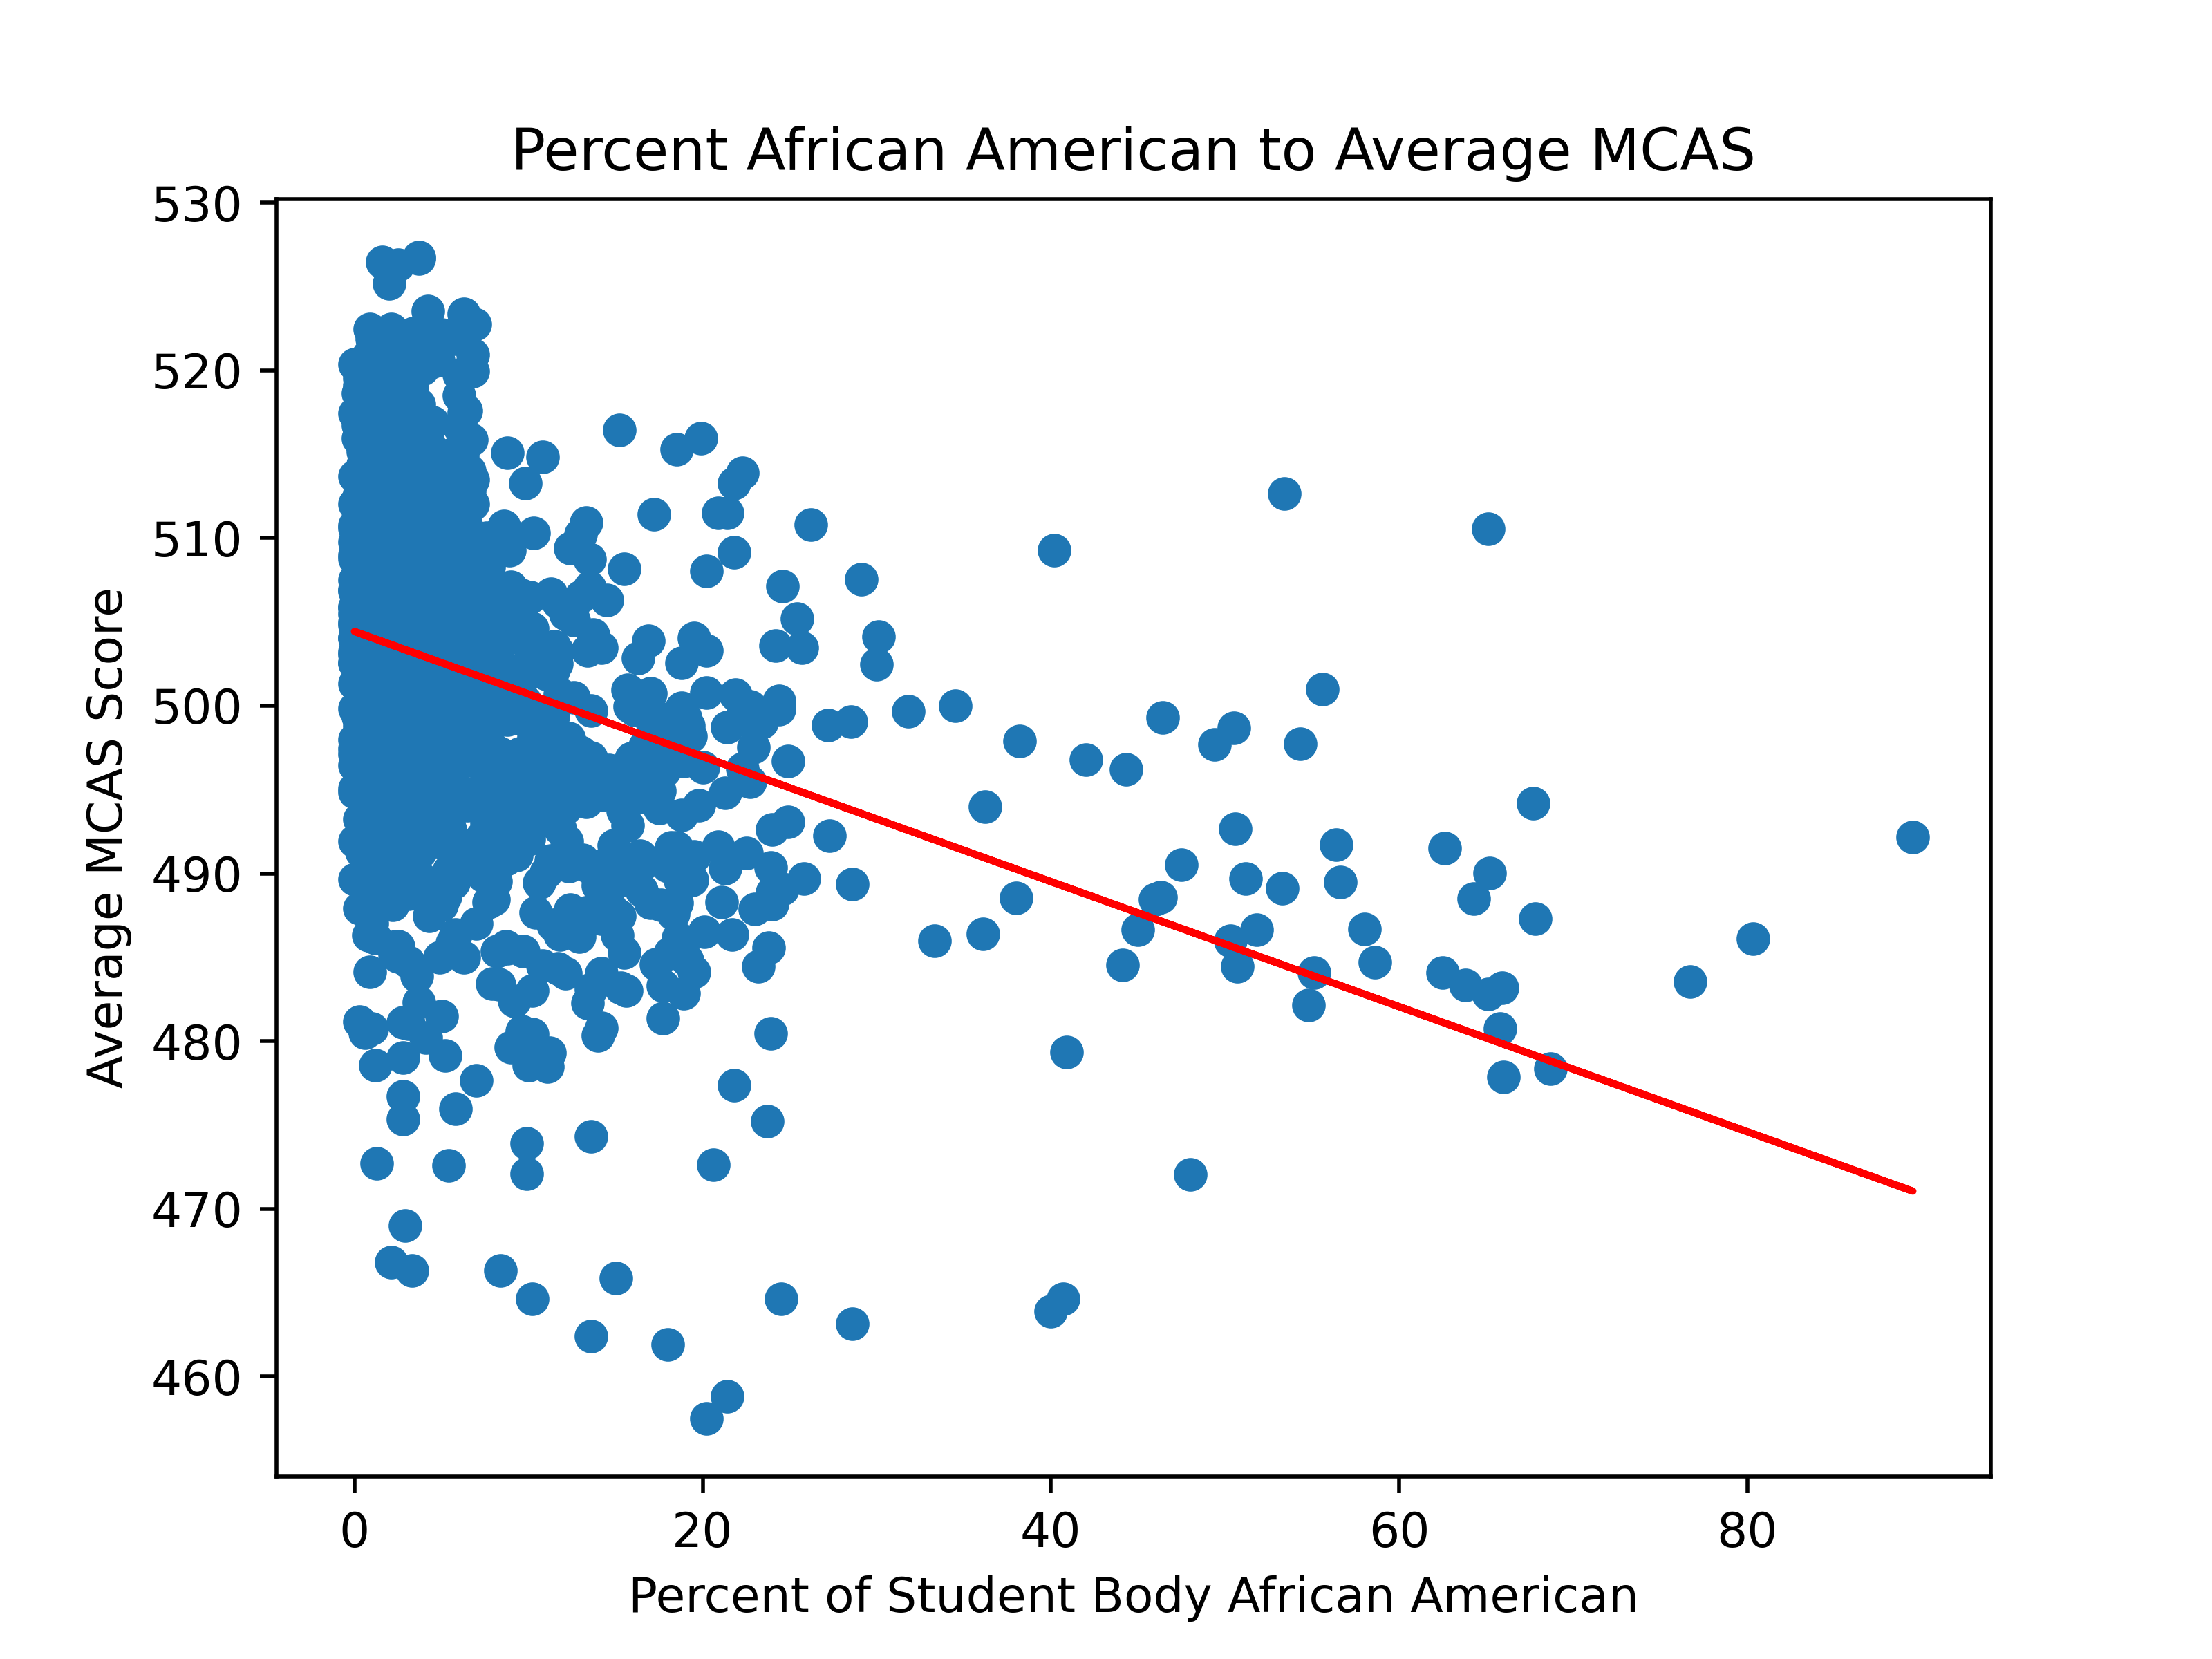 Percent African American to Average MCAS
530
520
510
500
490
480
470
460
Average MCAS Score
0 20 40 60 80
Percent of Student Body African American